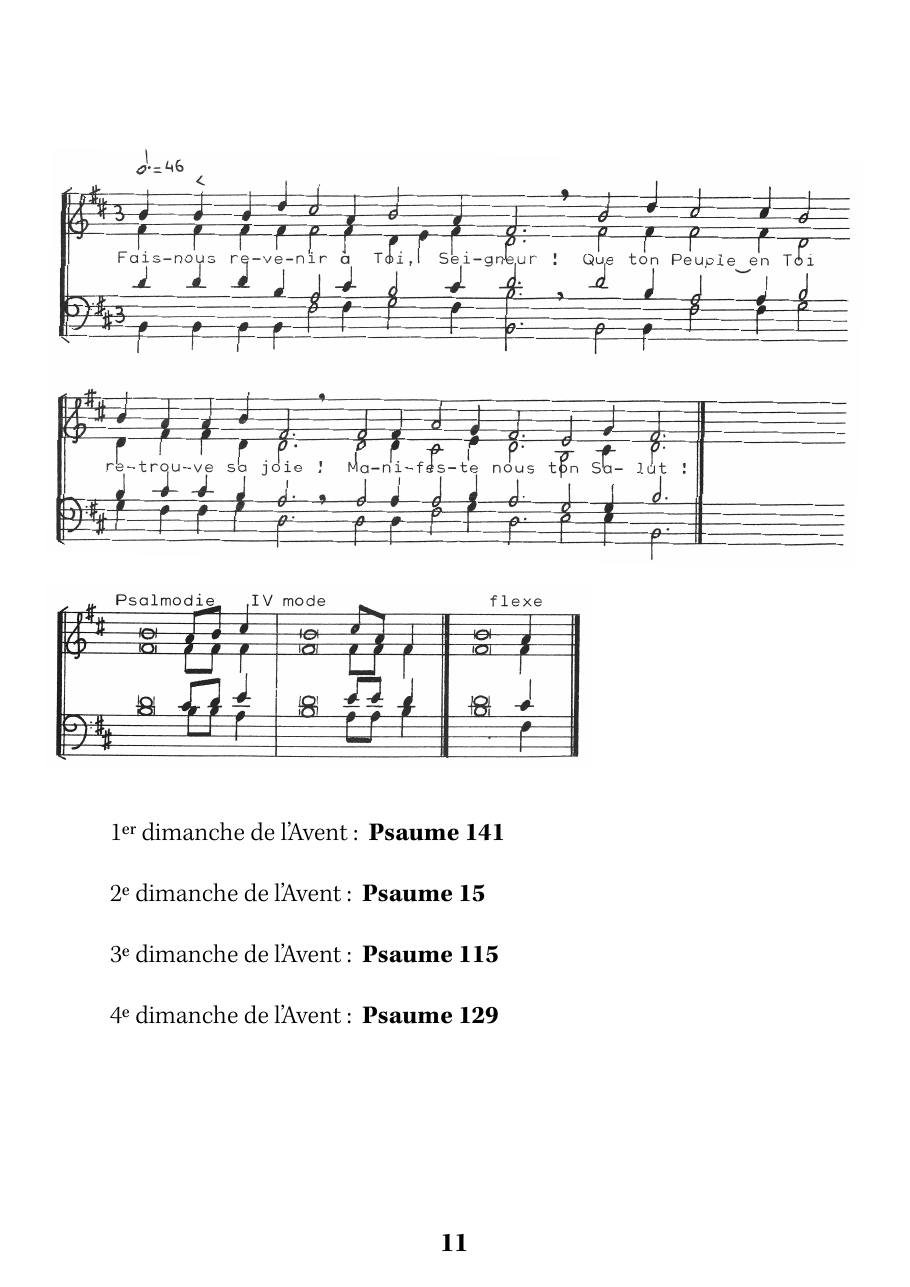 𝅗𝅥. = 46
3
Fais-nous re-ve-nir à Toi, Sei-gneur ! Que ton Peuple en Toi
3
re-trou-ve sa joie ! Ma-ni-fes-te nous ton Sa- lut !
Psalmodie IV mode flexe
1er dimanche de l’Avent : Psaume 141
2e dimanche de l’Avent : Psaume 15
3e dimanche de l’Avent : Psaume 115
4e dimanche de l’Avent : Psaume 129
11